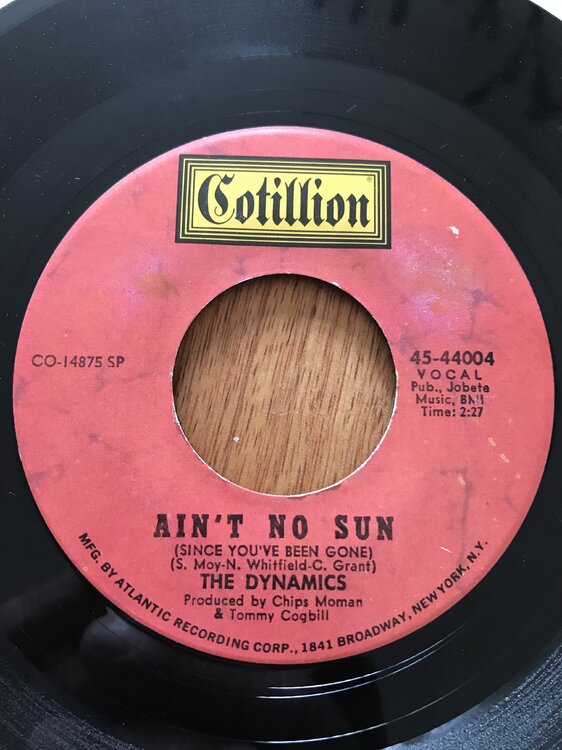 Cotillion
®
CO-14875 SP
45-44004
VOCAL
Pub., Jobete
Music, BMI
Time: 2:27
AIN'T NO SUN
(SINCE YOU'VE BEEN GONE)
(S. Moy-N. Whitfield-C. Grant)
THE DYNAMICS
Produced by Chips Moman
& Tommy Cogbill
MFG. BY ATLANTIC RECORDING CORP., 1841 BROADWAY, NEW YORK, N.Y.